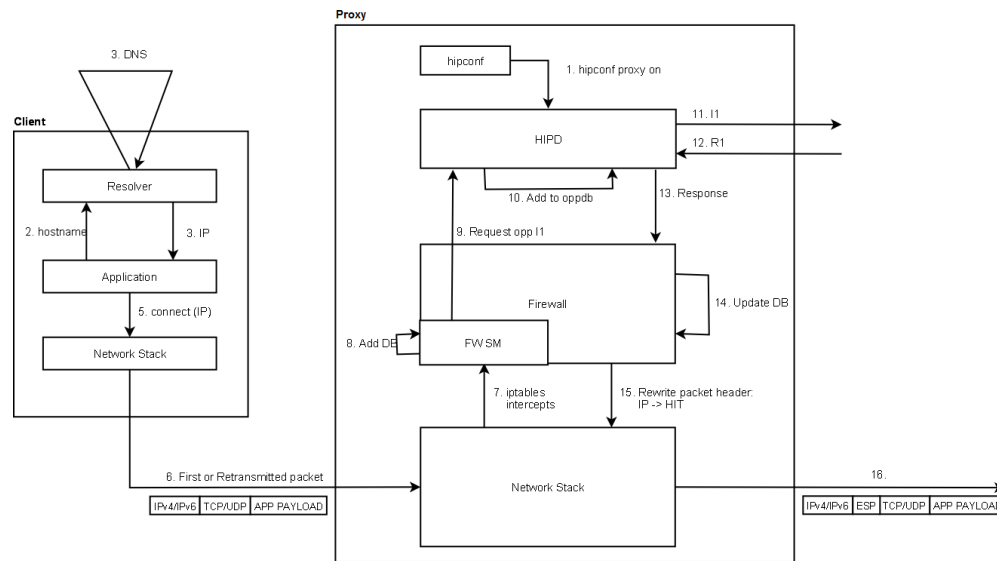 Proxy
3. DNS
hipconf
1. hipconf proxy on
11. I1
Client
HIPD
12. R1
Resolver
10. Add to oppdb
13. Response
2. hostname
3. IP
9. Request opp I1
Application
Firewall
14. Update DB
5. connect (IP)
8. Add DB
FWSM
Network Stack
7. iptables
intercepts
15. Rewrite packet header:
IP -> HIT
6. First or Retransmitted packet
16.
Network Stack
IPv4/IPv6 TCP/UDP APP PAYLOAD
IPv4/IPv6 ESP TCP/UDP APP PAYLOAD